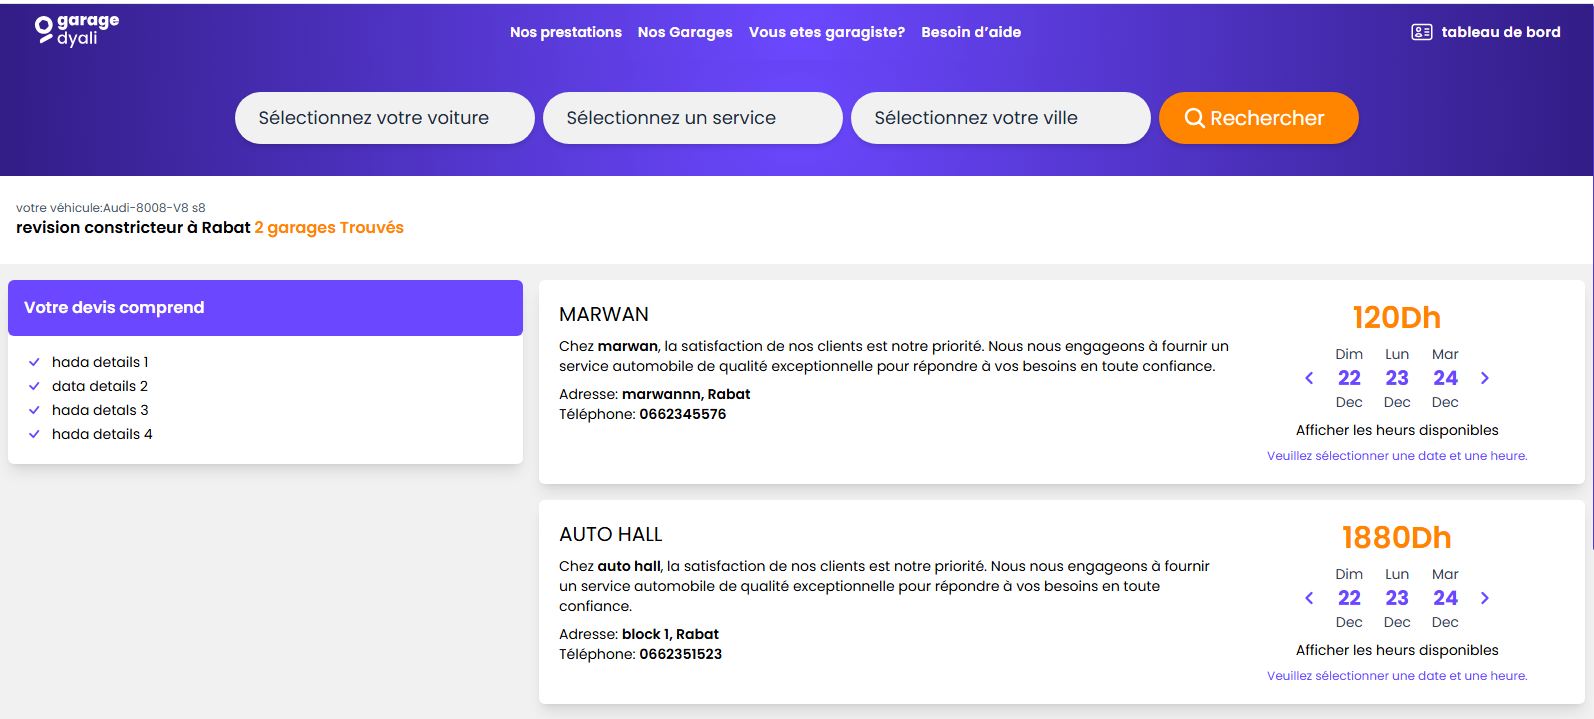 garage
dyali
Nos prestations Nos Garages Vous etes garagiste? Besoin d'aide
tableau de bord
Sélectionnez votre voiture Sélectionnez un service Sélectionnez votre ville Rechercher
votre véhicule:Audi-8008-V8 s8
revision constricteur à Rabat 2 garages Trouvés
Votre devis comprend
hada details 1
data details 2
hada detals 3
hada details 4
MARWAN
Chez marwan, la satisfaction de nos clients est notre priorité. Nous nous engageons à fournir un
service automobile de qualité exceptionnelle pour répondre à vos besoins en toute confiance.
Adresse: marwannn, Rabat
Téléphone: 0662345576
120Dh
Dim Lun Mar
22 23 24
Dec Dec Dec
Afficher les heurs disponibles
Veuillez sélectionner une date et une heure.
AUTO HALL
Chez auto hall, la satisfaction de nos clients est notre priorité. Nous nous engageons à fournir
un service automobile de qualité exceptionnelle pour répondre à vos besoins en toute
confiance.
Adresse: block 1, Rabat
Téléphone: 0662351523
1880Dh
Dim Lun Mar
22 23 24
Dec Dec Dec
Afficher les heurs disponibles
Veuillez sélectionner une date et une heure.